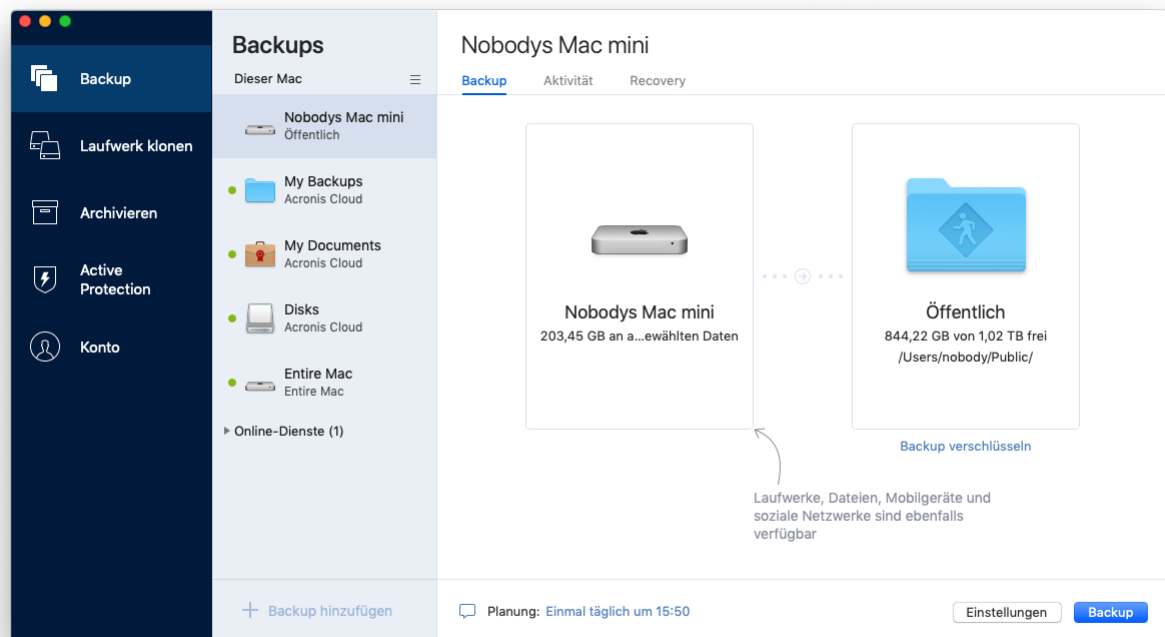 Backup
Laufwerk klonen
Archivieren
Active
Protection
Konto
Backups
Dieser Mac
Nobodys Mac mini
Öffentlich
My Backups
Acronis Cloud
My Documents
Acronis Cloud
Disks
Acronis Cloud
Entire Mac
Entire Mac
Online-Dienste (1)
Backup hinzufügen
Nobodys Mac mini
Backup Aktivität Recovery
Nobodys Mac mini
203,45 GB an a...ewählten Daten
Öffentlich
844,22 GB von 1,02 TB frei
/Users/nobody/Public/
Backup verschlüsseln
Laufwerke, Dateien, Mobilgeräte und
soziale Netzwerke sind ebenfalls
verfügbar
Planung: Einmal täglich um 15:50
Einstellungen Backup